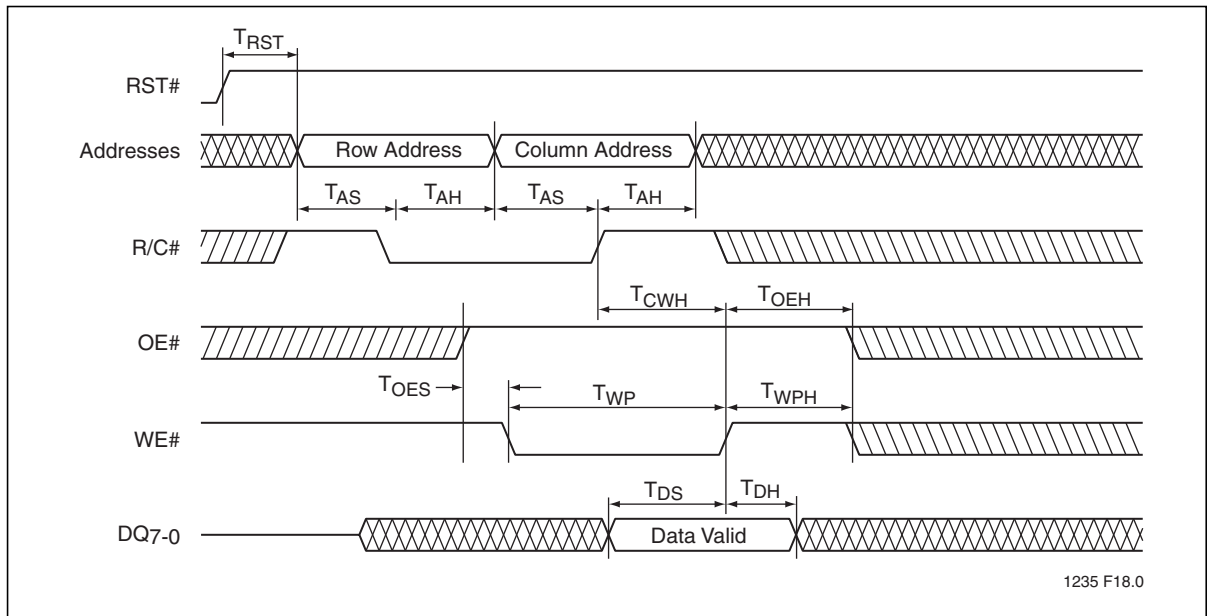 TRST
RST#
Addresses
Row Address
Column Address
TAS
TAH
TAS
TAH
R/C#
TCWH
TOEH
OE#
TOES
TWP
TWPH
WE#
TDS
TDH
DQ7-0
Data Valid
1235 F18.0